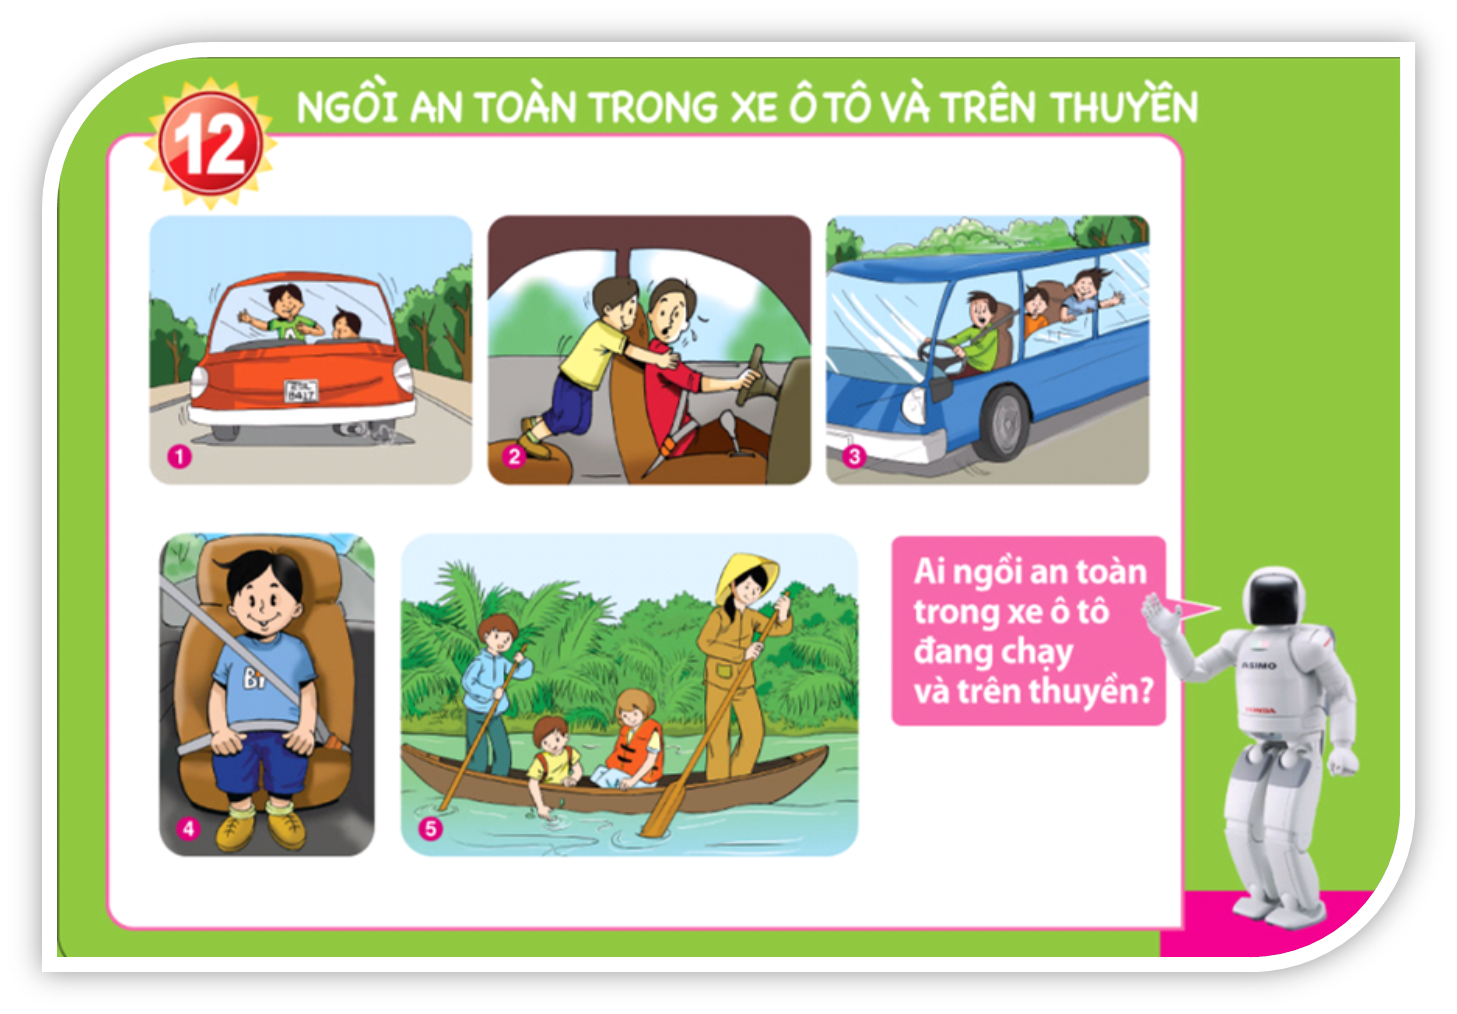 12
NGỒI AN TOÀN TRONG XE Ô TÔ VÀ TRÊN THUYỀN
1
2
3
4
5
Bi
Ai ngồi an toàn
trong xe ô tô
đang chạy
và trên thuyền?
ASIMO
HONDA